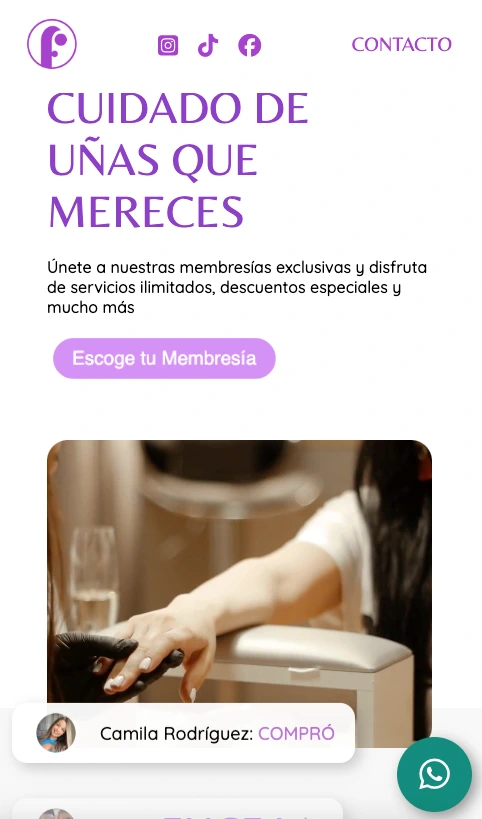 CONTACTO
CUIDADO DE
UÑAS QUE
MERECES
Únete a nuestras membresías exclusivas y disfruta
de servicios ilimitados, descuentos especiales y
mucho más
Escoge tu Membresía
Camila Rodríguez: COMPRÓ